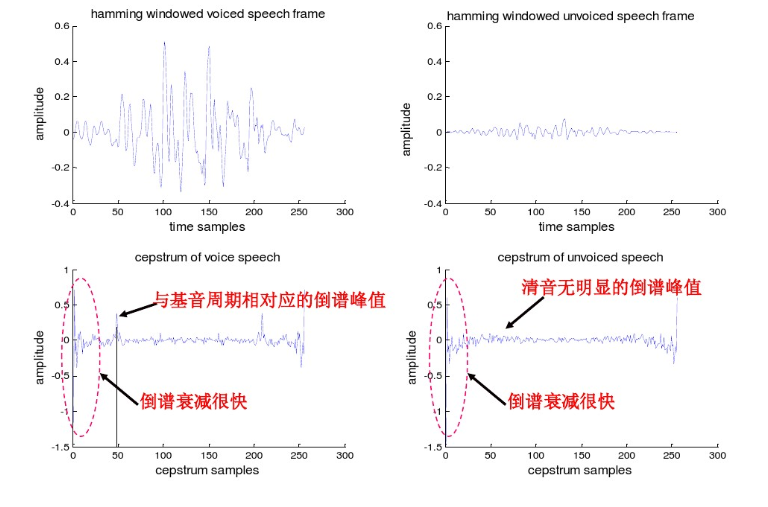 hamming windowed voiced speech frame
0.6
0.4
0.2
0
-0.2
-0.4
amplitude
0 50 100 150 200 250 300
time samples
hamming windowed unvoiced speech frame
0.6
0.4
0.2
0
-0.2
-0.4
amplitude
0 50 100 150 200 250 300
time samples
cepstrum of voice speech
1
0.5
0
-0.5
-1
-1.5
amplitude
与基音周期相对应的倒谱峰值
倒谱衰减很快
0 50 100 150 200 250 300
cepstrum samples
cepstrum of unvoiced speech
1
0.5
0
-0.5
-1
-1.5
amplitude
清音无明显的倒谱峰值
倒谱衰减很快
0 50 100 150 200 250 300
cepstrum samples